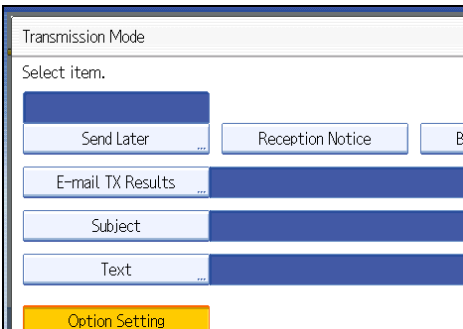 Transmission Mode
Select item.
Send Later ... Reception Notice B
E-mail TX Results ...
Subject
Text ...
Option Setting